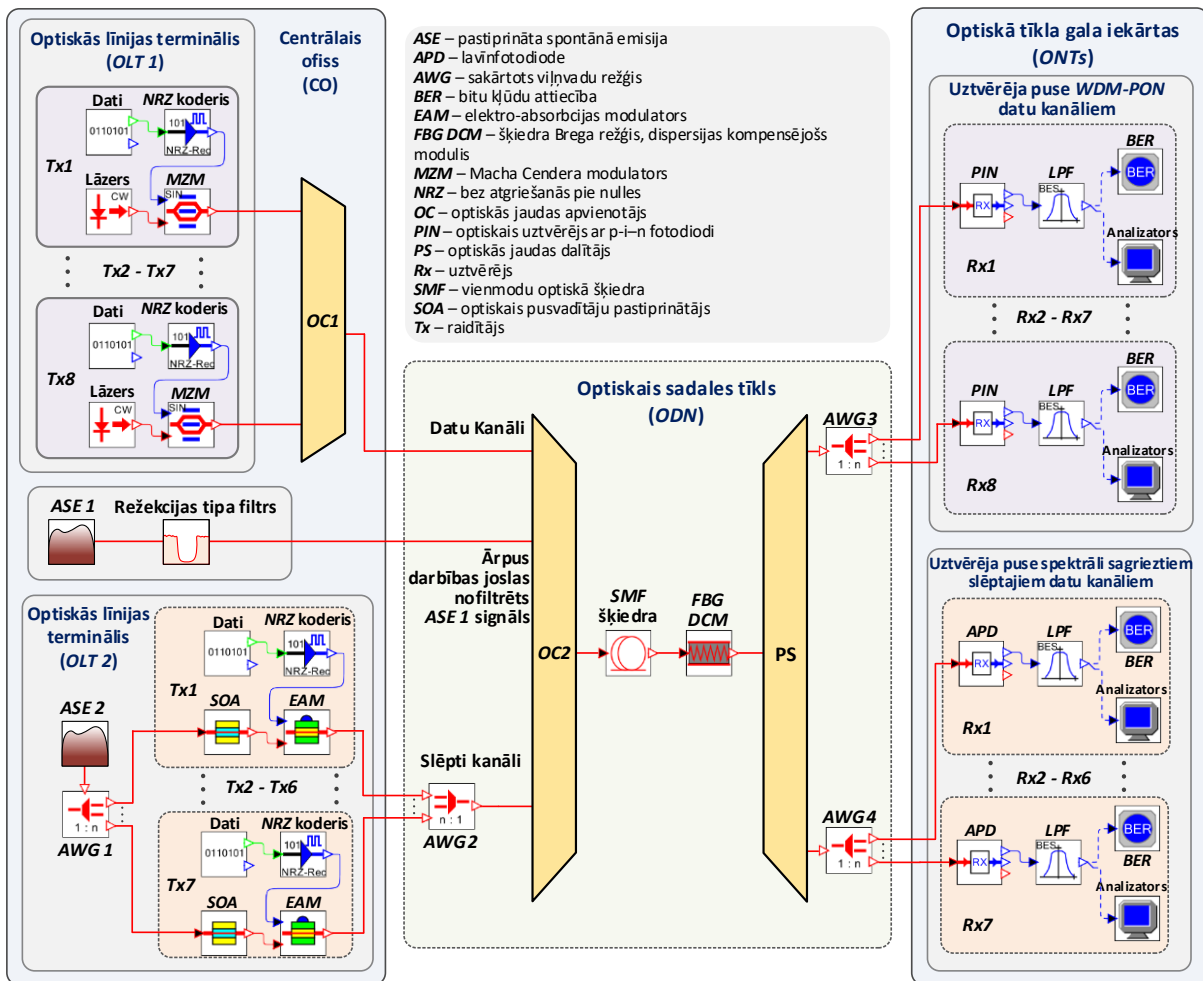 Optiskās līnijas terminālis
(OLT 1)
Centrālais
ofiss
(CO)
Dati
NRZ koderis
0110101
101
NRZ-Rec
Tx1
Lāzers
MZM
CW
SIN
Tx2 - Tx7
Dati
NRZ koderis
0110101
101
NRZ-Rec
Tx8
Lāzers
MZM
CW
SIN
OC1
ASE 1
Režekcijas tipa filtrs
Optiskās līnijas
terminālis
(OLT 2)
Dati
NRZ koderis
0110101
101
NRZ-Rec
Tx1
SOA
EAM
ASE 2
1 : n
AWG 1
Tx2 - Tx6
Dati
NRZ koderis
0110101
101
NRZ-Rec
Tx7
SOA
EAM
ASE – pastiprināta spontānā emisija
APD – lavīnfotodiode
AWG – sakārtots viļņvadu režģis
BER – bitu kļūdu attiecība
EAM – elektro-absorbcijas modulators
FBG DCM – šķiedra Brega režģis, dispersijas kompensējošs
modulis
MZM – Macha Cendera modulators
NRZ – bez atgriešanās pie nulles
OC – optiskās jaudas apvienotājs
PIN – optiskais uztvērējs ar p-i–n fotodiodi
PS – optiskās jaudas dalītājs
Rx – uztvērējs
SMF – vienmodu optiskā šķiedra
SOA – optiskais pusvadītāju pastiprinātājs
Tx – raidītājs
Optiskais sadales tīkls
(ODN)
Datu Kanāli
Ārpus
darbības joslas
nofiltrēts
ASE 1 signāls
Slēpti kanāli
n : 1
AWG2
OC2
SMF
šķiedra
FBG
DCM
PS
AWG3
1 : n
AWG4
1 : n
Optiskā tīkla gala iekārtas
(ONTs)
Uztvērēja puse WDM-PON
datu kanāliem
BER
BER
PIN
LPF
RX
BES
Analizators
Rx1
Rx2 - Rx7
BER
BER
PIN
LPF
RX
BES
Analizators
Rx8
Uztvērēja puse spektrāli sagrieztiem
slēptajiem datu kanāliem
BER
BER
APD
LPF
RX
BES
Analizators
Rx1
Rx2 - Rx6
BER
BER
APD
LPF
RX
BES
Analizators
Rx7